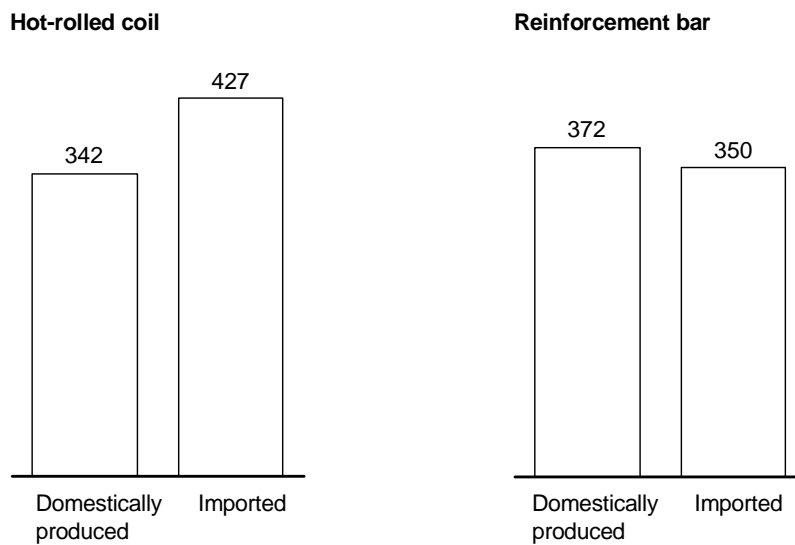 Hot-rolled coil
427
342
Domestically
produced
Imported
Reinforcement bar
372
350
Domestically
produced
Imported